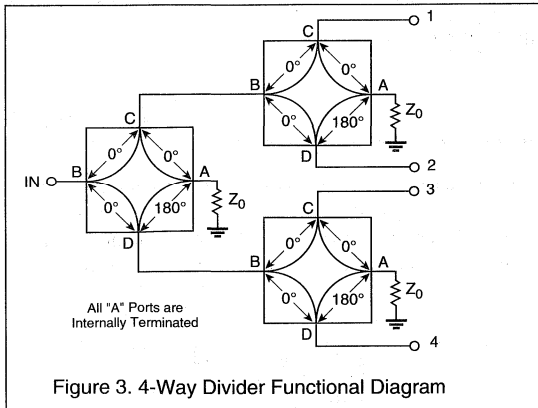 1
C
0°
0°
B
A
Z0
0°
180°
D
2
C
0°
0°
IN
B
A
Z0
0°
180°
D
3
C
0°
0°
B
A
Z0
0°
180°
D
4
All "A" Ports are
Internally Terminated
Figure 3. 4-Way Divider Functional Diagram